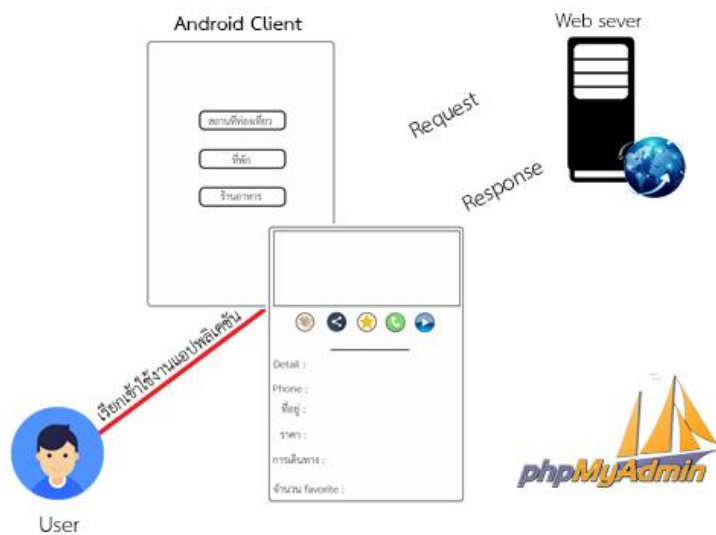 Android Client
Web sever
สถานที่ท่องเที่ยว
ที่พัก
ร้านอาหาร
Request
Response
เรียกเข้าใช้งานแอปพลิเคชัน
Detail :
Phone :
ที่อยู่ :
ราคา :
การเดินทาง :
จำนวน favorite :
User
phpMyAdmin